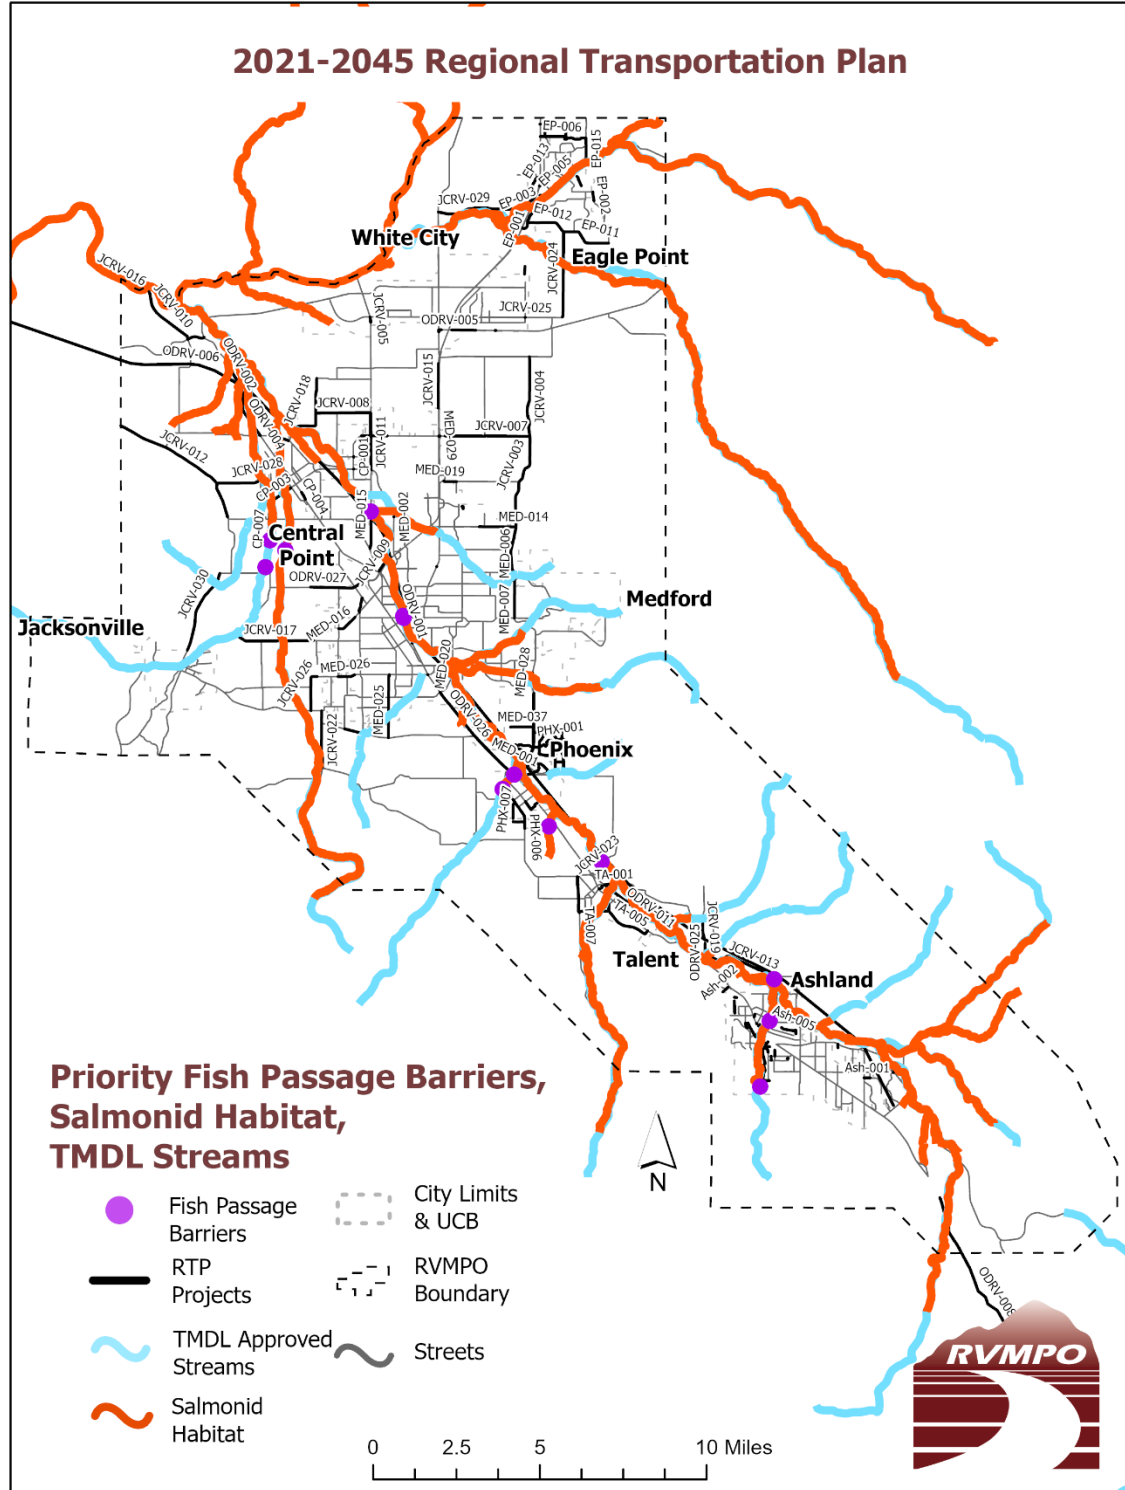 2021-2045 Regional Transportation Plan
EP-006
EP-015
EP-013
EP-005
EP-002
JCRV-029
EP-003
EP-012
EP-001
EP-011
White City
Eagle Point
JCRV-024
JCRV-016
JCRV-010
JCRV-005
JCRV-025
ODRV-005
ODRV-006
ODRV-002
JCRV-015
JCRV-004
JCRV-018
JCRV-008
ODRV-004
JCRV-011
MED-029
JCRV-007
JCRV-012
CP-001
JCRV-003
JCRV-028
MED-019
CP-003
CP-004
MED-015
MED-002
MED-014
CP-007
Central
Point
MED-006
JCRV-009
ODRV-027
JCRV-030
MED-007
Medford
ODRV-001
MED-016
Jacksonville
JCRV-017
MED-020
MED-028
MED-026
JCRV-026
MED-025
ODRV-026
MED-037
JCRV-022
PHX-001
MED-001
Phoenix
PHX-007
PHX-006
JCRV-023
TA-001
ODRV-011
TA-005
TA-007
JCRV-019
ODRV-025
Talent
JCRV-013
Ash-002
Ashland
Ash-005
Ash-001
ODRV-008
Priority Fish Passage Barriers,
Salmonid Habitat,
TMDL Streams
N
Fish Passage
Barriers
City Limits
& UCB
RTP
Projects
RVMPO
Boundary
TMDL Approved
Streams
Streets
Salmonid
Habitat
0 2.5 5 10 Miles
RVMPO